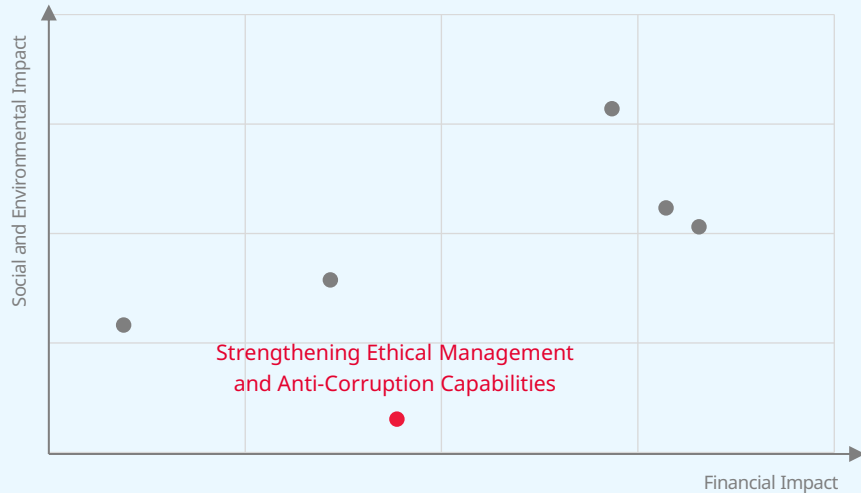 Social and Environmental Impact
Strengthening Ethical Management
and Anti-Corruption Capabilities
Financial Impact